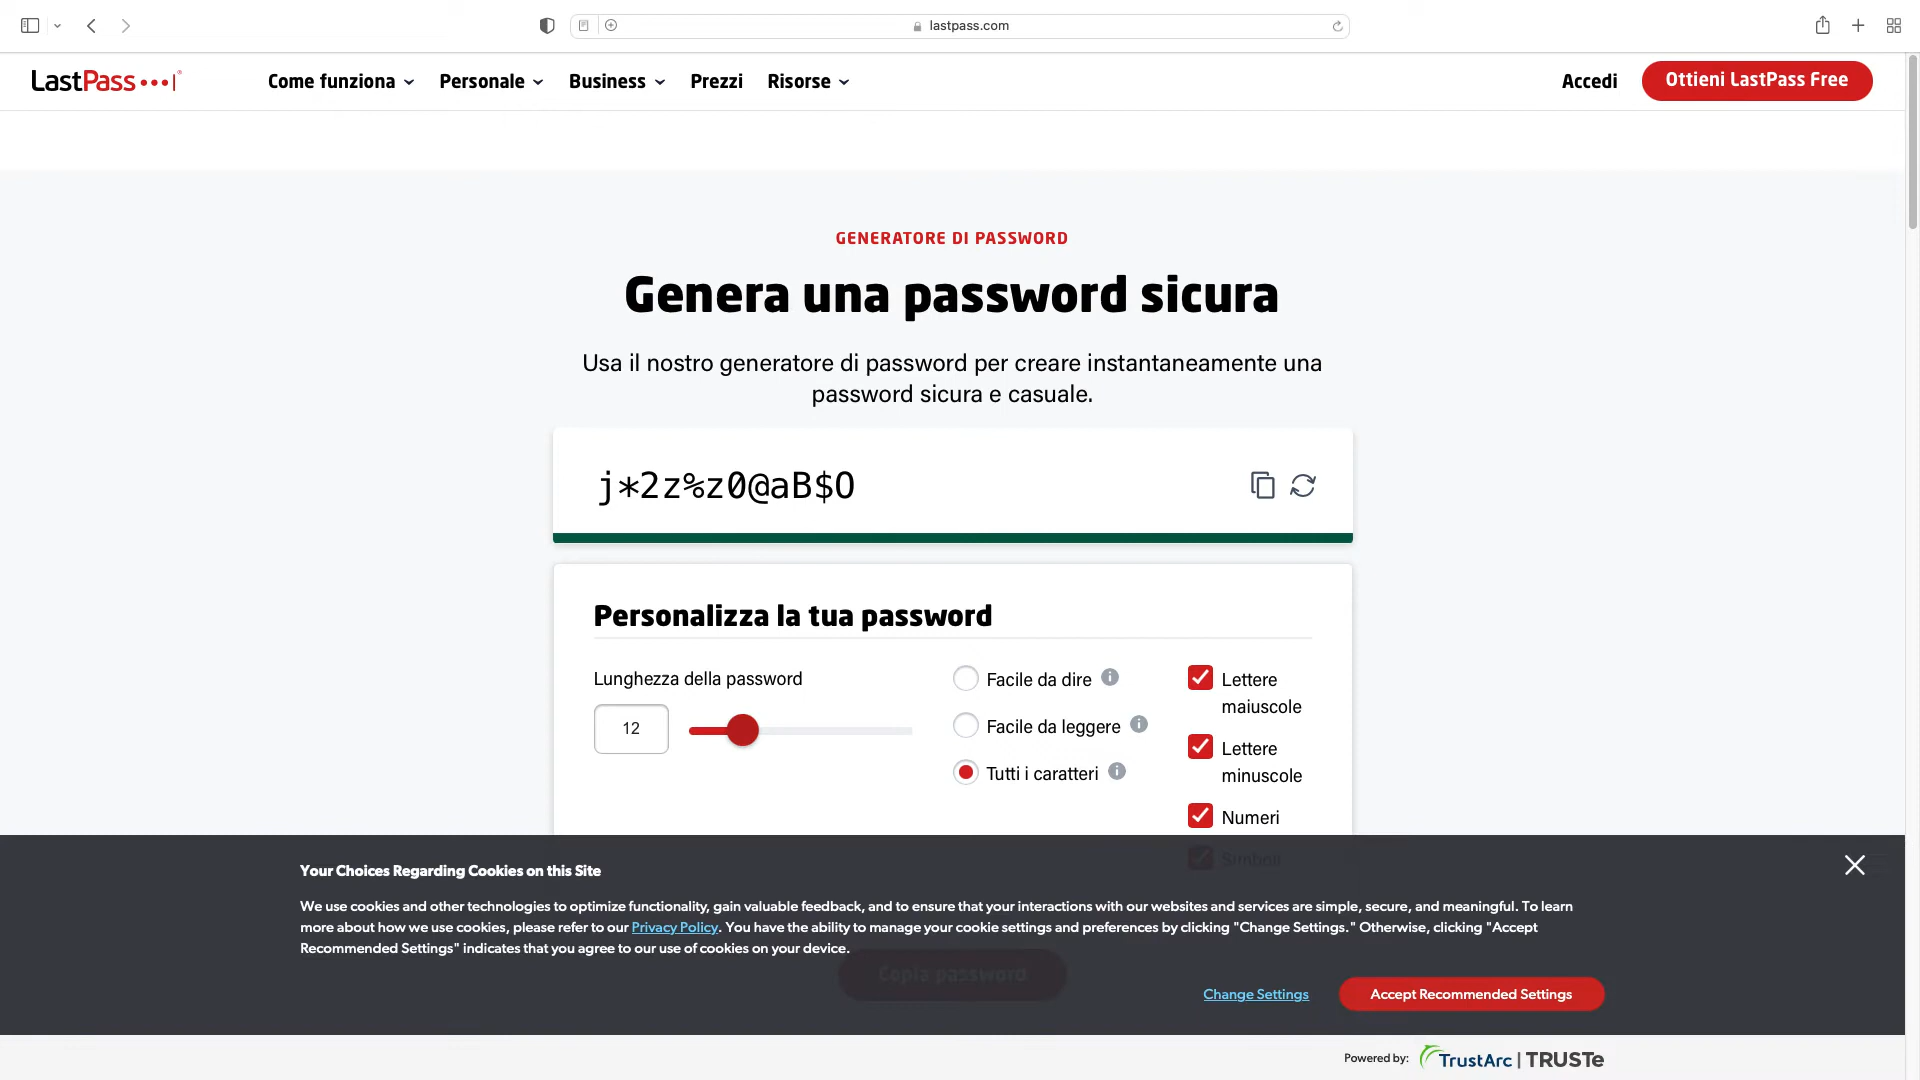 lastpass.com
LastPass
Come funziona
Personale
Business
Prezzi
Risorse
Accedi
Ottieni LastPass Free
GENERATORE DI PASSWORD
Genera una password sicura
Usa il nostro generatore di password per creare instantaneamente una
password sicura e casuale.
j*2z%z0@aB$O
Personalizza la tua password
Lunghezza della password
12
Facile da dire
Facile da leggere
Tutti i caratteri
Lettere
maiuscole
Lettere
minuscole
Numeri
Simboli
Your Choices Regarding Cookies on this Site
We use cookies and other technologies to optimize functionality, gain valuable feedback, and to ensure that your interactions with our websites and services are simple, secure, and meaningful. To learn
more about how we use cookies, please refer to our Privacy Policy. You have the ability to manage your cookie settings and preferences by clicking "Change Settings." Otherwise, clicking "Accept
Recommended Settings" indicates that you agree to our use of cookies on your device.
Copia password
Change Settings
Accept Recommended Settings
Powered by:
TrustArc | TRUSTe